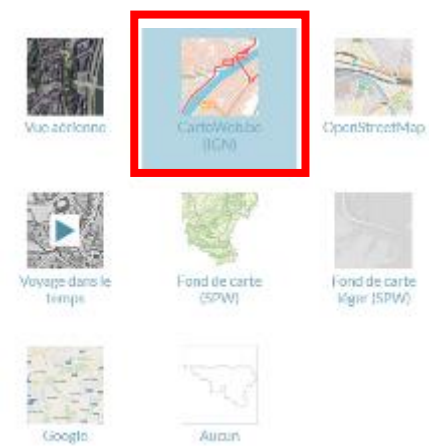 Vue aérienne
CartoWeb.be
(IGN)
OpenStreetMap
Voyage dans le
temps
Fond de carte
(SPW)
Fond de carte
léger (SPW)
Google
Aucun